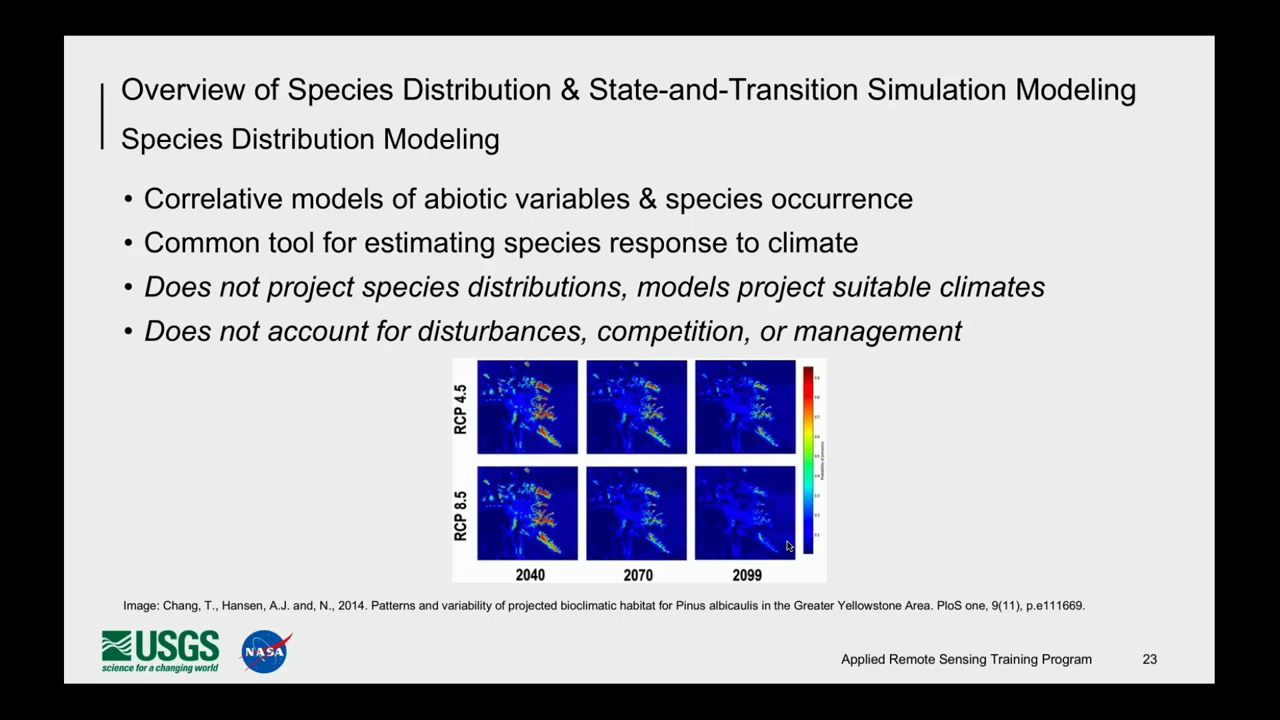 Overview of Species Distribution & State-and-Transition Simulation Modeling
Species Distribution Modeling
• Correlative models of abiotic variables & species occurrence
• Common tool for estimating species response to climate
• Does not project species distributions, models project suitable climates
• Does not account for disturbances, competition, or management
RCP 4.5
RCP 8.5
2040 2070 2099
Image: Chang, T., Hansen, A.J. and, N., 2014. Patterns and variability of projected bioclimatic habitat for Pinus albicaulis in the Greater Yellowstone Area. PloS one, 9(11), p.e111669.
USGS
science for a changing world
NASA
Applied Remote Sensing Training Program 23